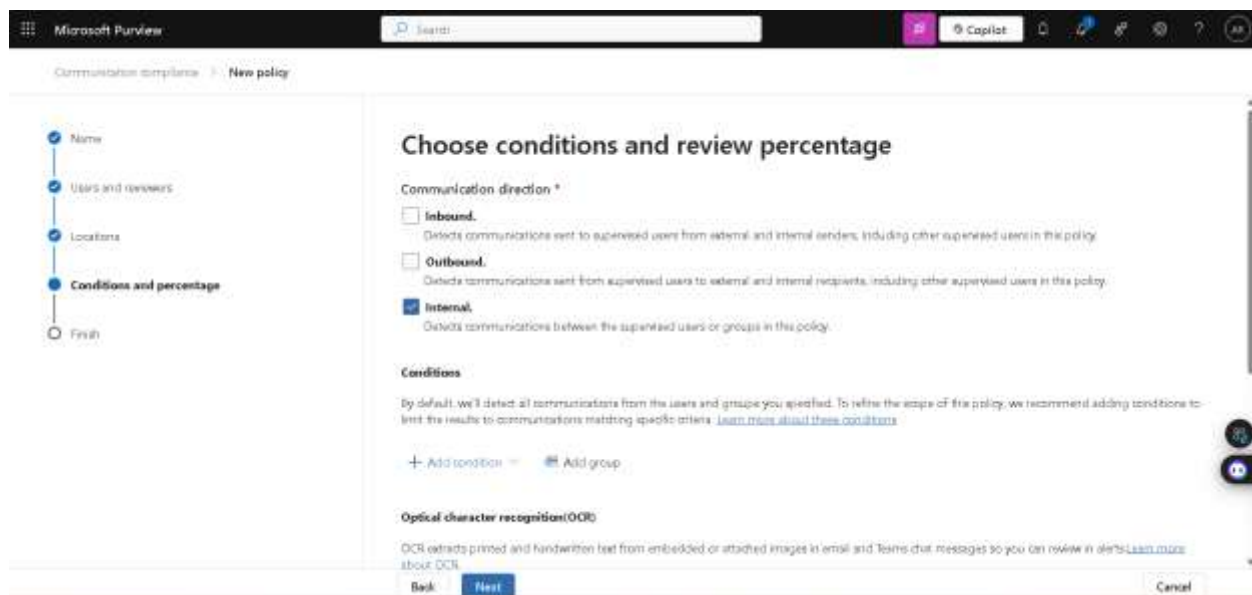 Microsoft Purview
Search
Copilot
?
AK
Communication compliance > New policy
Name
Users and reviewers
Locations
Conditions and percentage
Finish
Choose conditions and review percentage
Communication direction *
Inbound.
Detects communications sent to supervised users from external and internal senders, including other supervised users in this policy.
Outbound.
Detects communications sent from supervised users to external and internal recipients, including other supervised users in this policy.
Internal.
Detects communications between the supervised users or groups in this policy.
Conditions
By default, we'll detect all communications from the users and groups you specified. To refine the scope of this policy, we recommend adding conditions to
limit the results to communications matching specific criteria. Learn more about these conditions
Add condition
Add group
Optical character recognition(OCR)
OCR extracts printed and handwritten text from embedded or attached images in email and Teams chat messages so you can review in alerts.Learn more
about OCR
Back
Next
Cancel